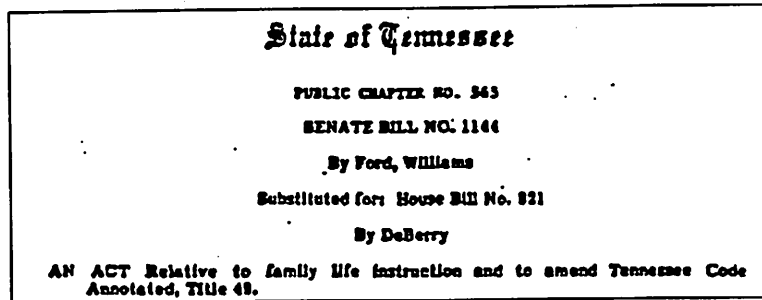 State of Tennessee
PUBLIC CHAPTER NO. 565
SENATE BILL NO. 1144
By Ford, Williams
Substituted for: House Bill No. 821
By DeBerry
AN ACT Relative to family life instruction and to amend Tennessee Code
Annotated, Title 49.